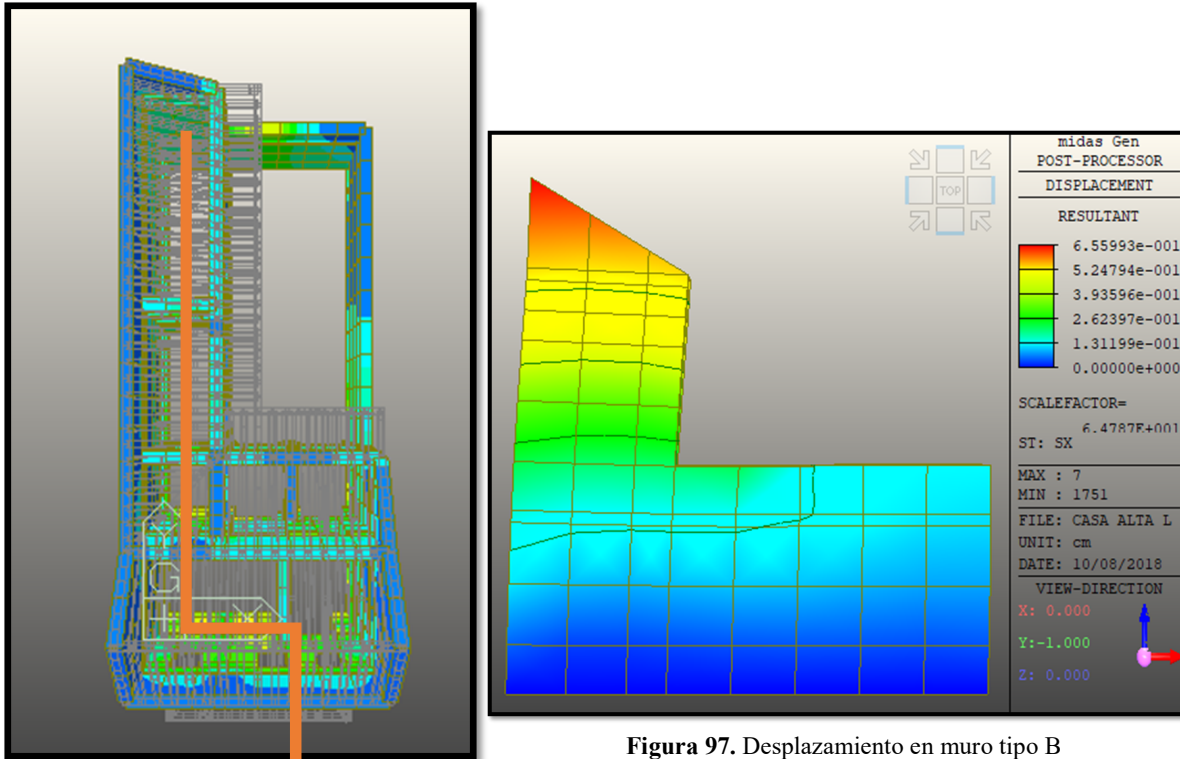 X
Y
G
TOP
midas Gen
POST-PROCESSOR
DISPLACEMENT
RESULTANT
6.55993e-001
5.24794e-001
3.93596e-001
2.62397e-001
1.31199e-001
0.00000e+000
SCALEFACTOR=
6.4787E+001
ST: SX
MAX : 7
MIN : 1751
FILE: CASA ALTA L
UNIT: cm
DATE: 10/08/2018
VIEW-DIRECTION
X: 0.000
Y:-1.000
Z: 0.000
Figura 97. Desplazamiento en muro tipo B